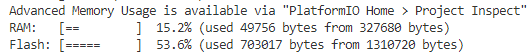 Advanced Memory Usage is available via "PlatformIO Home > Project Inspect"
RAM:   [==        ]  15.2% (used 49756 bytes from 327680 bytes)
Flash: [=====     ]  53.6% (used 703017 bytes from 1310720 bytes)